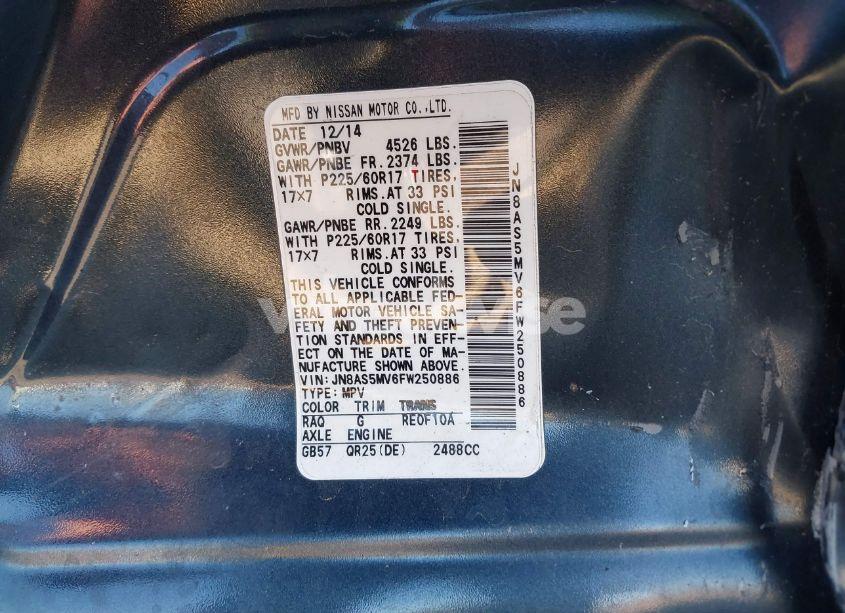 MFD BY NISSAN MOTOR CO.,LTD.
DATE 12/14
GVWR/PNBV 4526 LBS.
GAWR/PNBE FR. 2374 LBS.
WITH P225/60R17 TIRES,
17×7 RIMS.AT 33 PSI
COLD SINGLE.
GAWR/PNBE RR. 2249 LBS.
WITH P225/60R17 TIRES,
17×7 RIMS.AT 33 PSI
COLD SINGLE.
THIS VEHICLE CONFORMS
TO ALL APPLICABLE FED-
ERAL MOTOR VEHICLE SA-
FETY AND THEFT PREVEN-
TION STANDARDS IN EFF-
ECT ON THE DATE OF MA-
NUFACTURE SHOWN ABOVE.
VIN:JN8AS5MV6FW250886
TYPE:MPV
COLOR TRIM TRANS
RAQ G RE0F10A
AXLE ENGINE
GB57 QR25(DE) 2488CC
JN8AS5MV6FW250886